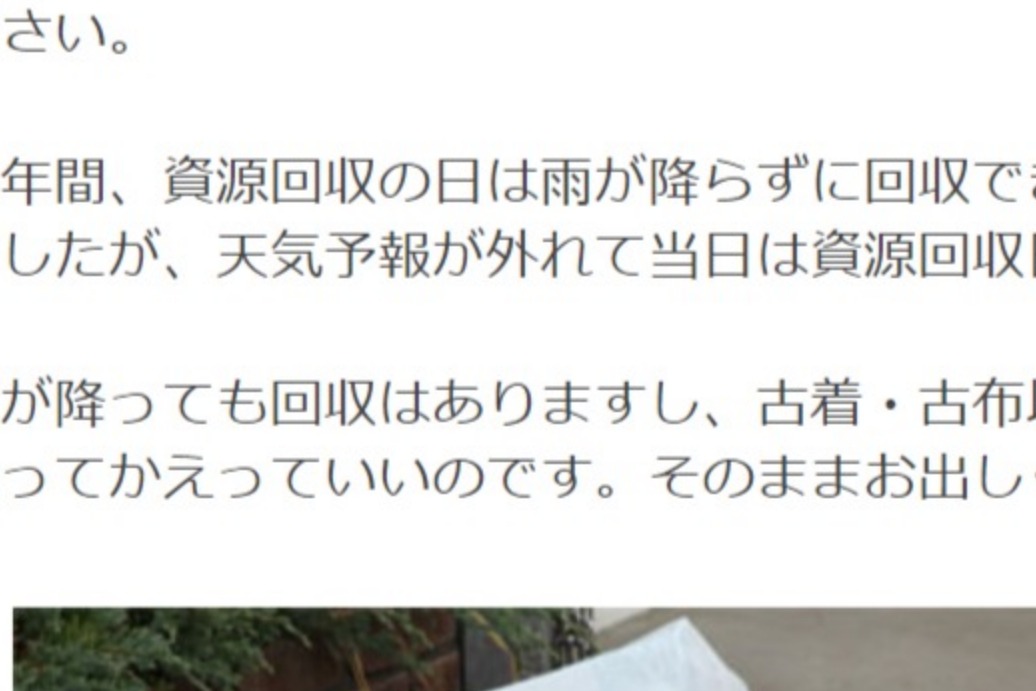 さい。
年間、資源回収の日は雨が降らずに回収で
したが、天気予報が外れて当日は資源回収
が降っても回収はありますし、古着・古布
ってかえっていいのです。そのままお出し